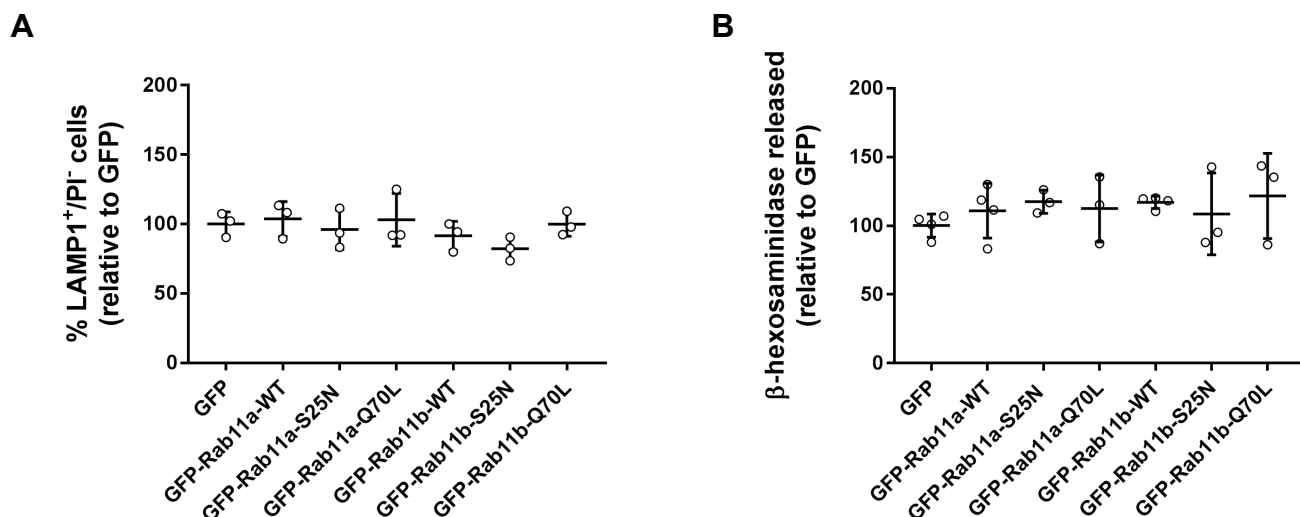 A
% LAMP1⁺/PI⁻ cells
(relative to GFP)
200
150
100
50
0
GFP
GFP-Rab11a-WT
GFP-Rab11a-S25N
GFP-Rab11a-Q70L
GFP-Rab11b-WT
GFP-Rab11b-S25N
GFP-Rab11b-Q70L
B
β-hexosaminidase released
(relative to GFP)
200
150
100
50
0
GFP
GFP-Rab11a-WT
GFP-Rab11a-S25N
GFP-Rab11a-Q70L
GFP-Rab11b-WT
GFP-Rab11b-S25N
GFP-Rab11b-Q70L